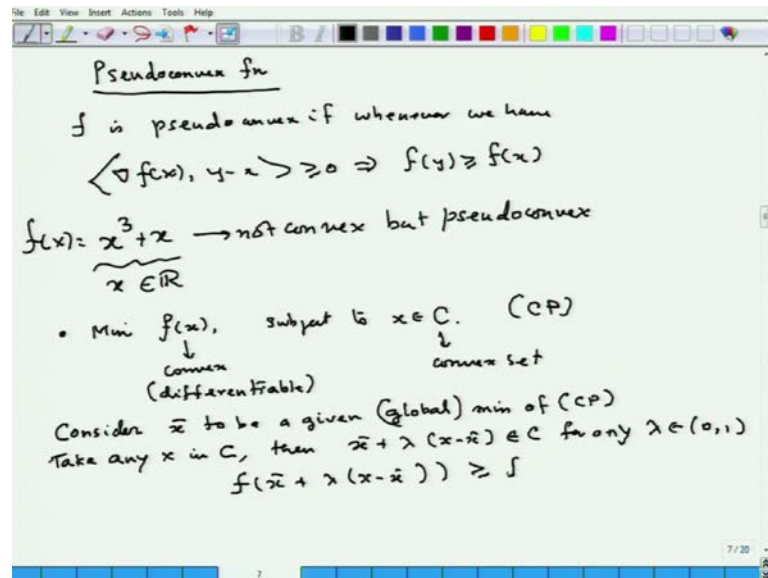 File Edit View Insert Actions Tools Help
B I
Pseudoconvex fn
f is pseudoconvex if whenever we have
⟨∇f(x), y-x⟩ ≥ 0 ⇒ f(y) ≥ f(x)
f(x) = x³+x → not convex but pseudoconvex
x ∈ ℝ
• Min f(x), subject to x ∈ C. (CP)
↓ ↓
convex convex set
(differentiable)
Consider x̄ to be a given (global) min of (CP)
Take any x in C, then x̄ + λ(x-x̄) ∈ C for any λ ∈ (0,1)
f(x̄ + λ(x-x̄)) ≥ f
7/20
7